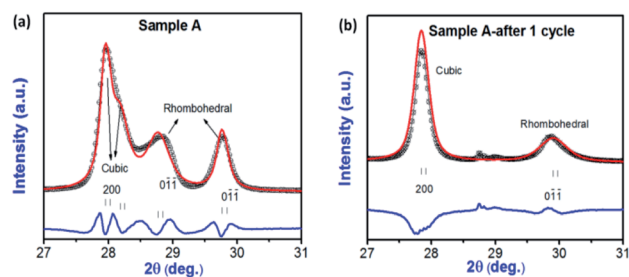 (a)
Sample A
Intensity (a.u.)
Rhombohedral
Cubic
200
01̄1̄
01̄1̄
27 28 29 30 31
2θ (deg.)
(b)
Sample A-after 1 cycle
Intensity (a.u.)
Cubic
Rhombohedral
200
01̄1̄
27 28 29 30 31
2θ (deg.)